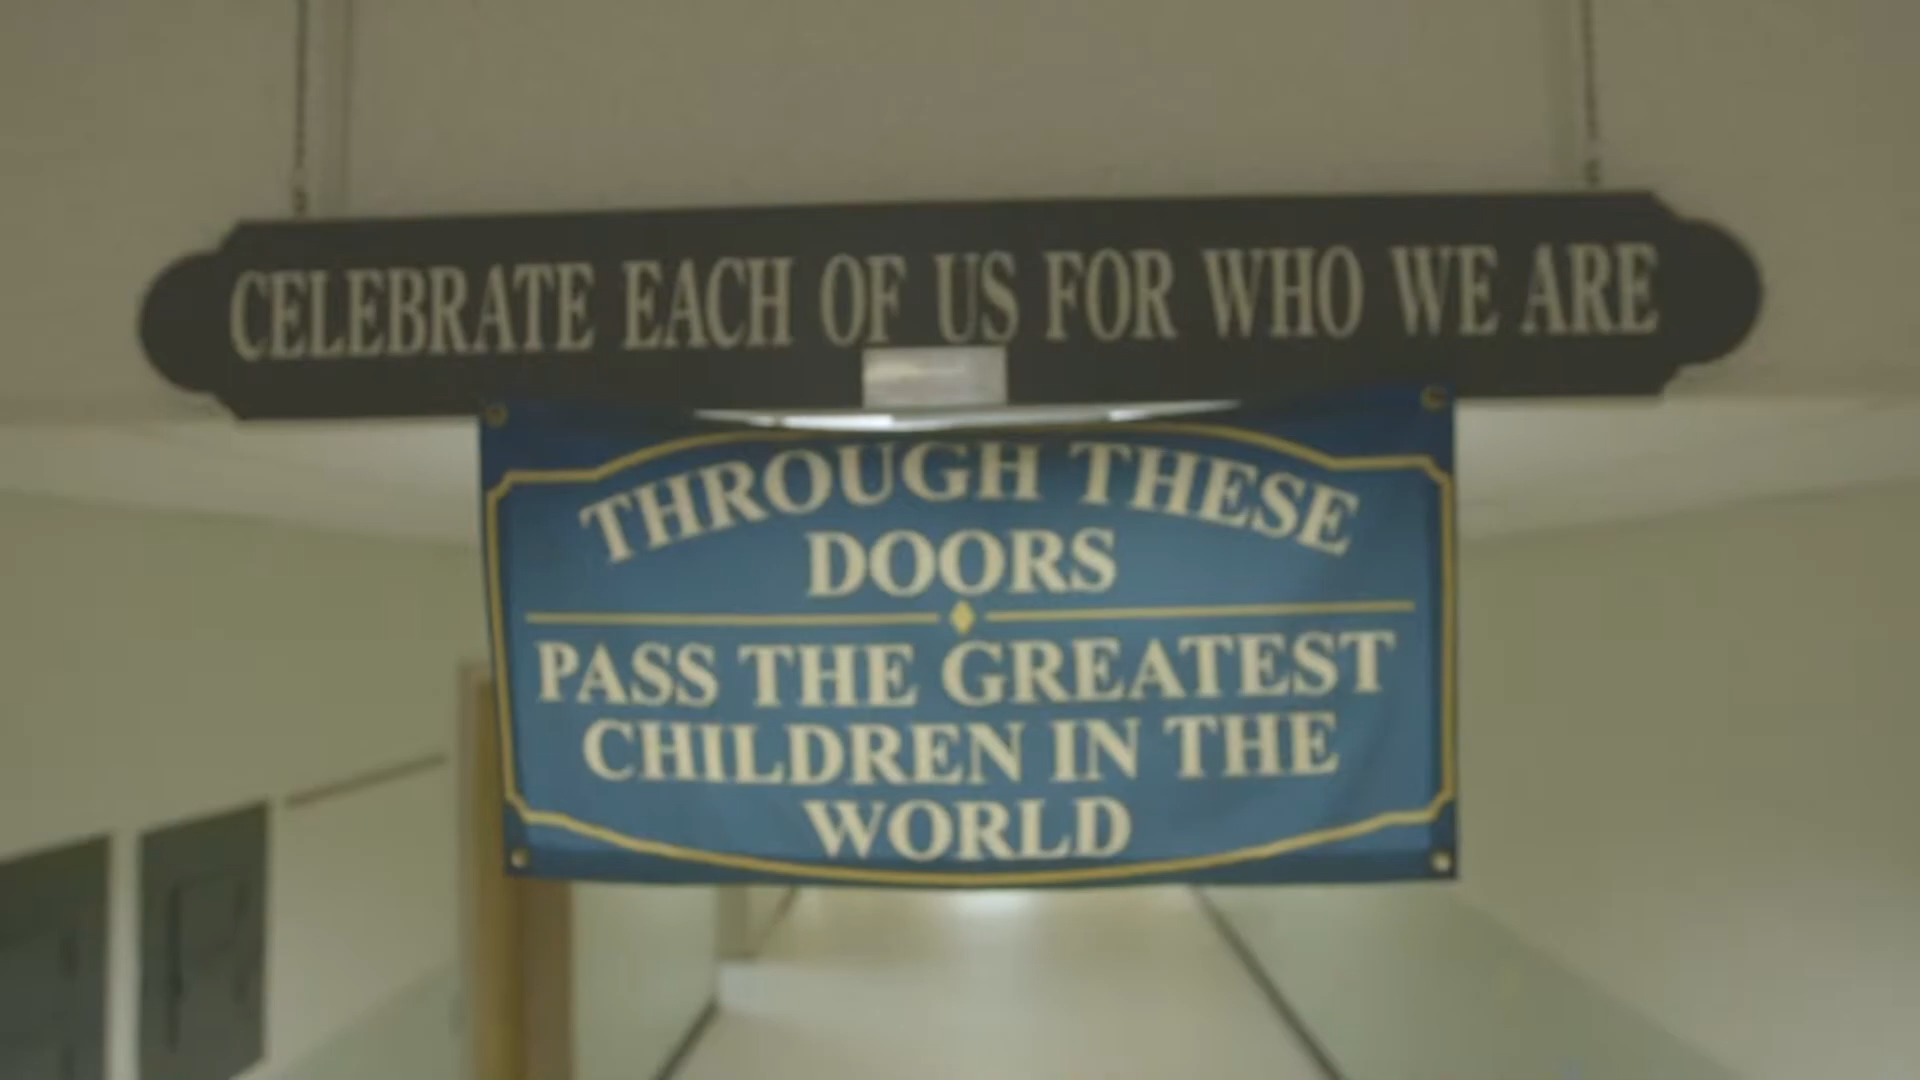 CELEBRATE EACH OF US FOR WHO WE ARE
THROUGH THESE
DOORS
PASS THE GREATEST
CHILDREN IN THE
WORLD